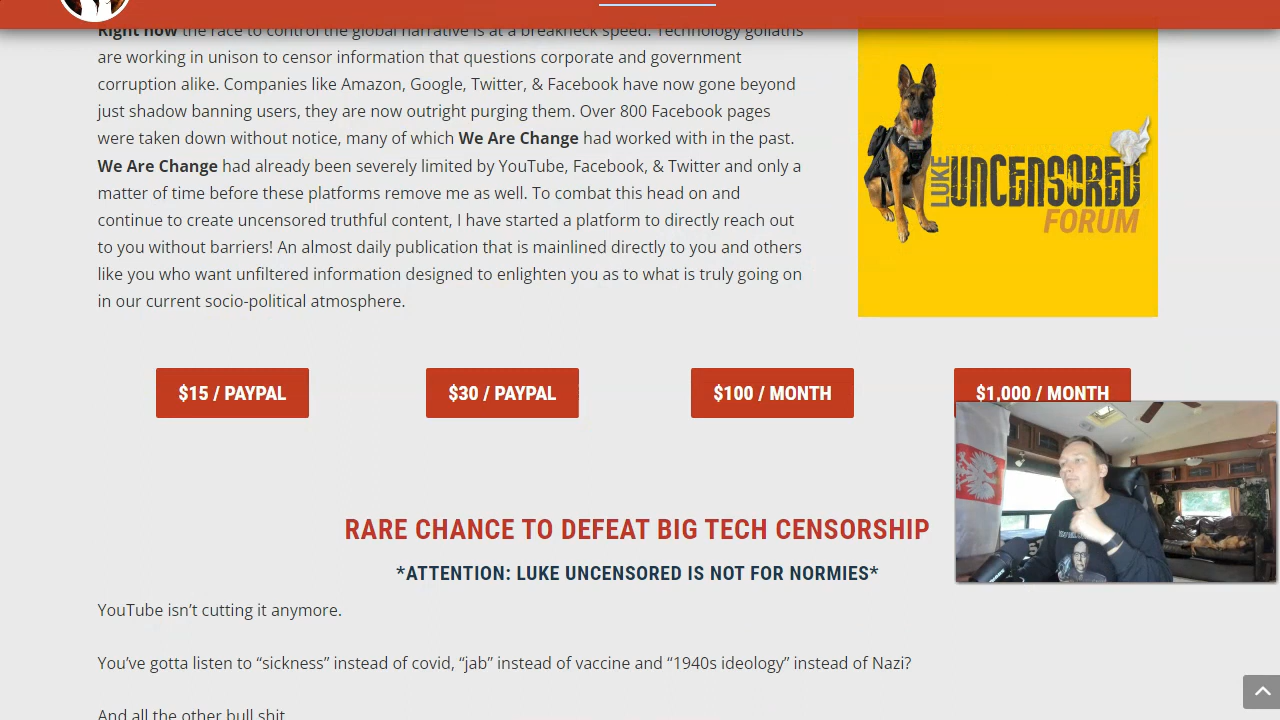 Right now the race to control the global narrative is at a breakneck speed. Technology goliaths
are working in unison to censor information that questions corporate and government
corruption alike. Companies like Amazon, Google, Twitter, & Facebook have now gone beyond
just shadow banning users, they are now outright purging them. Over 800 Facebook pages
were taken down without notice, many of which We Are Change had worked with in the past.
We Are Change had already been severely limited by YouTube, Facebook, & Twitter and only a
matter of time before these platforms remove me as well. To combat this head on and
continue to create uncensored truthful content, I have started a platform to directly reach out
to you without barriers! An almost daily publication that is mainlined directly to you and others
like you who want unfiltered information designed to enlighten you as to what is truly going on
in our current socio-political atmosphere.
LUKE UNCENSORED
FORUM
$15 / PAYPAL
$30 / PAYPAL
$100 / MONTH
$1,000 / MONTH
RARE CHANCE TO DEFEAT BIG TECH CENSORSHIP
*ATTENTION: LUKE UNCENSORED IS NOT FOR NORMIES*
YouTube isn’t cutting it anymore.
You’ve gotta listen to “sickness” instead of covid, “jab” instead of vaccine and “1940s ideology” instead of Nazi?
And all the other bull shit